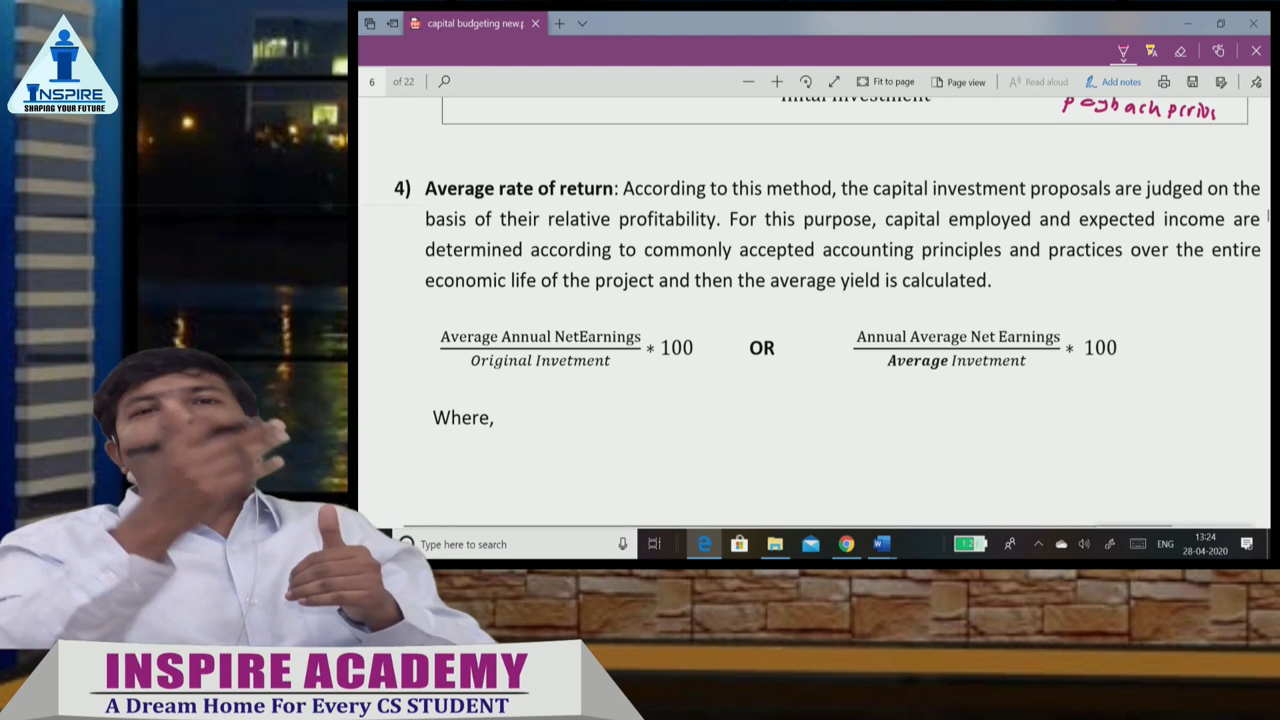 INSPIRE
SHAPING YOUR FUTURE
capital budgeting new.p
6 of 22
Fit to page
Page view
Read aloud
Add notes
Payback period
4) Average rate of return: According to this method, the capital investment proposals are judged on the
basis of their relative profitability. For this purpose, capital employed and expected income are
determined according to commonly accepted accounting principles and practices over the entire
economic life of the project and then the average yield is calculated.
Average Annual NetEarnings
Original Invetment
* 100
OR
Annual Average Net Earnings
Average Invetment
* 100
Where,
Type here to search
ENG
13:24
28-04-2020
INSPIRE ACADEMY
A Dream Home For Every CS STUDENT